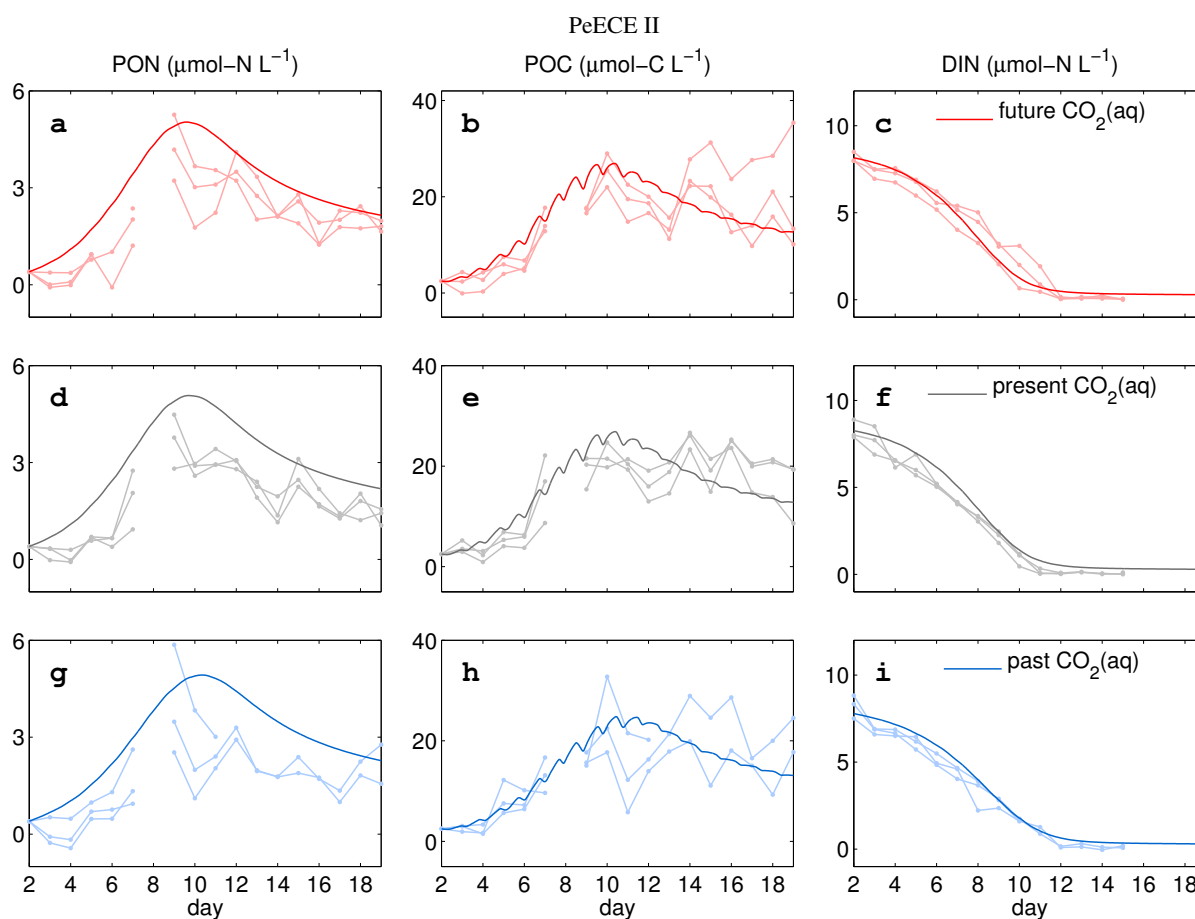 PeECE II
PON (μmol−N L⁻¹) POC (μmol−C L⁻¹) DIN (μmol−N L⁻¹)
6 40 10
a b c future CO₂(aq)
3 20 5
0 0 0
6 40 10
d e f present CO₂(aq)
3 20 5
0 0 0
6 40 10
g h i past CO₂(aq)
3 20 5
0 0 0
2 4 6 8 10 12 14 16 18 2 4 6 8 10 12 14 16 18 2 4 6 8 10 12 14 16 18
day day day